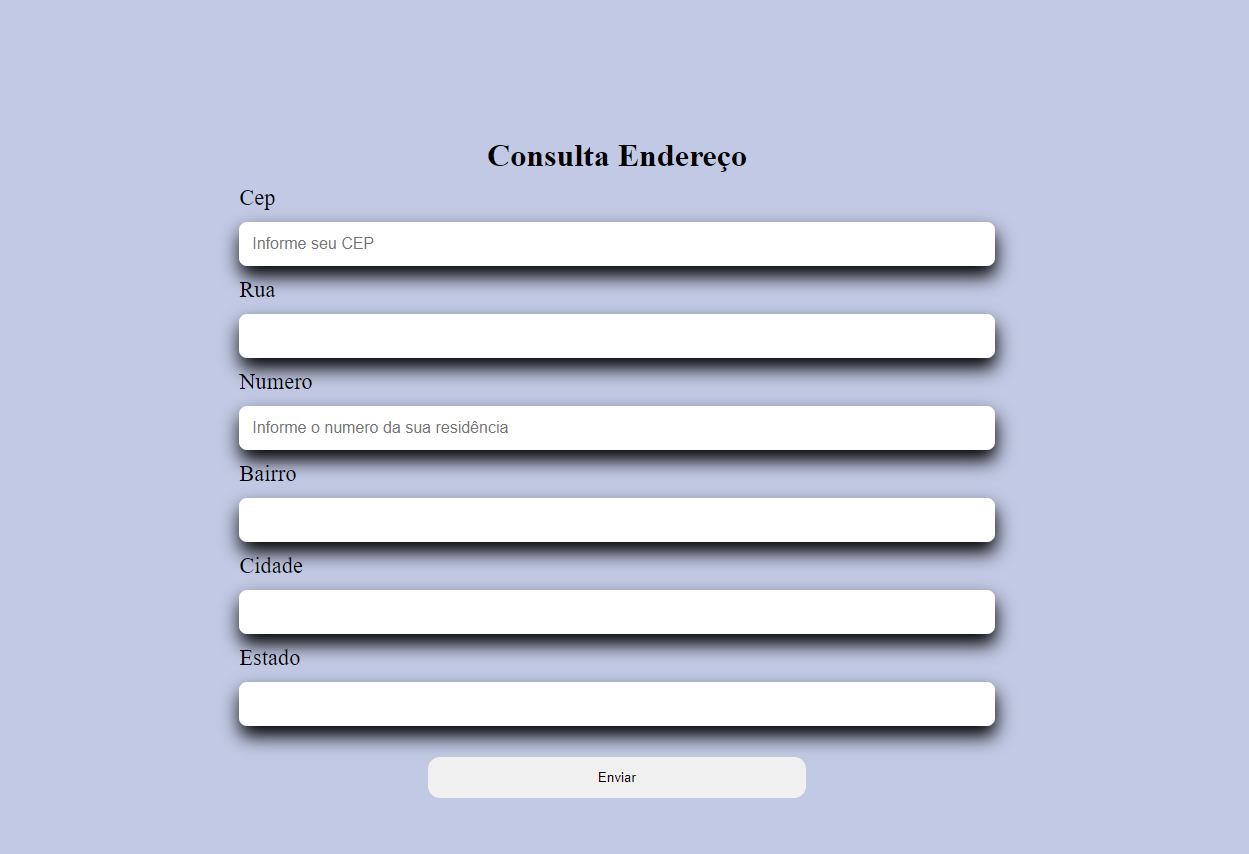 Consulta Endereço
Cep
Informe seu CEP
Rua
Numero
Informe o numero da sua residência
Bairro
Cidade
Estado
Enviar